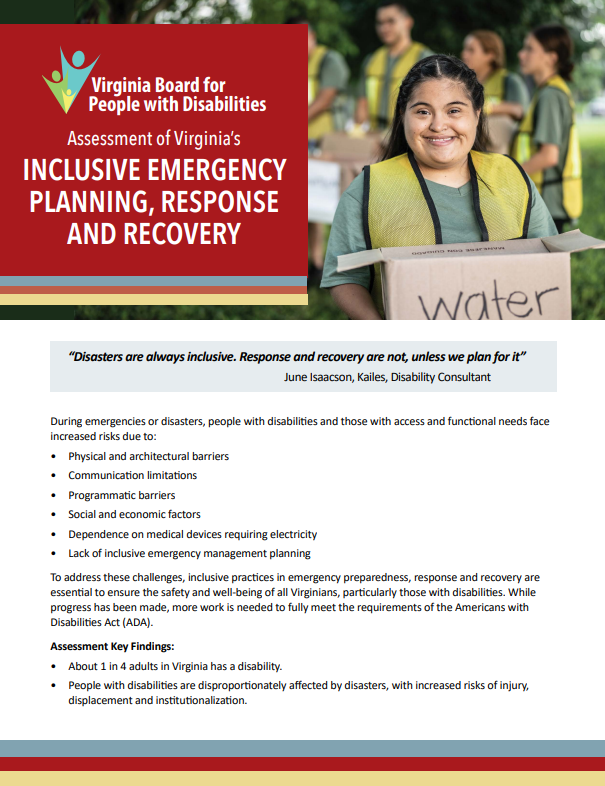 Virginia Board for
People with Disabilities
Assessment of Virginia's
INCLUSIVE EMERGENCY
PLANNING, RESPONSE
AND RECOVERY
water
“Disasters are always inclusive. Response and recovery are not, unless we plan for it”
June Isaacson, Kailes, Disability Consultant
During emergencies or disasters, people with disabilities and those with access and functional needs face
increased risks due to:
• Physical and architectural barriers
• Communication limitations
• Programmatic barriers
• Social and economic factors
• Dependence on medical devices requiring electricity
• Lack of inclusive emergency management planning
To address these challenges, inclusive practices in emergency preparedness, response and recovery are
essential to ensure the safety and well-being of all Virginians, particularly those with disabilities. While
progress has been made, more work is needed to fully meet the requirements of the Americans with
Disabilities Act (ADA).
Assessment Key Findings:
• About 1 in 4 adults in Virginia has a disability.
• People with disabilities are disproportionately affected by disasters, with increased risks of injury,
displacement and institutionalization.